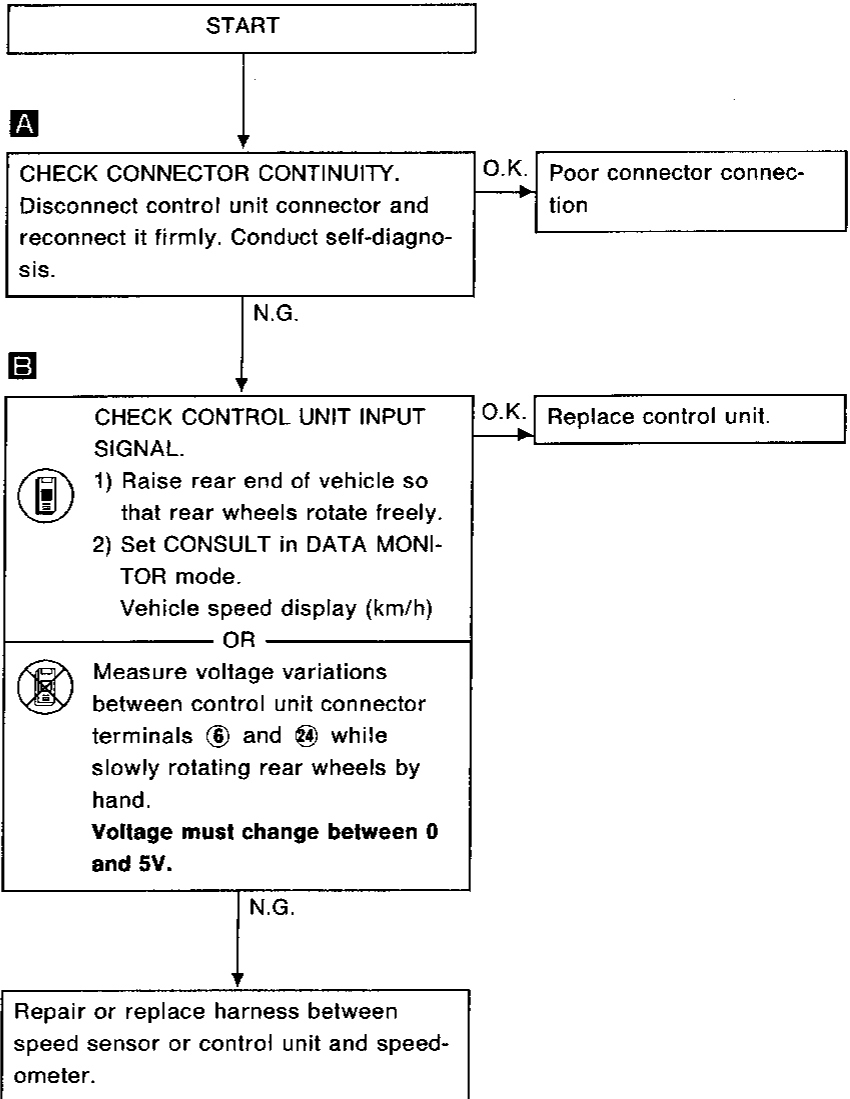 START
A
CHECK CONNECTOR CONTINUITY.
Disconnect control unit connector and
reconnect it firmly. Conduct self-diagno-
sis.
O.K.
Poor connector connec-
tion
N.G.
B
CHECK CONTROL UNIT INPUT
SIGNAL.
1) Raise rear end of vehicle so
that rear wheels rotate freely.
2) Set CONSULT in DATA MONI-
TOR mode.
Vehicle speed display (km/h)
O.K.
Replace control unit.
OR
Measure voltage variations
between control unit connector
terminals ⑥ and ㉔ while
slowly rotating rear wheels by
hand.
Voltage must change between 0
and 5V.
N.G.
Repair or replace harness between
speed sensor or control unit and speed-
ometer.